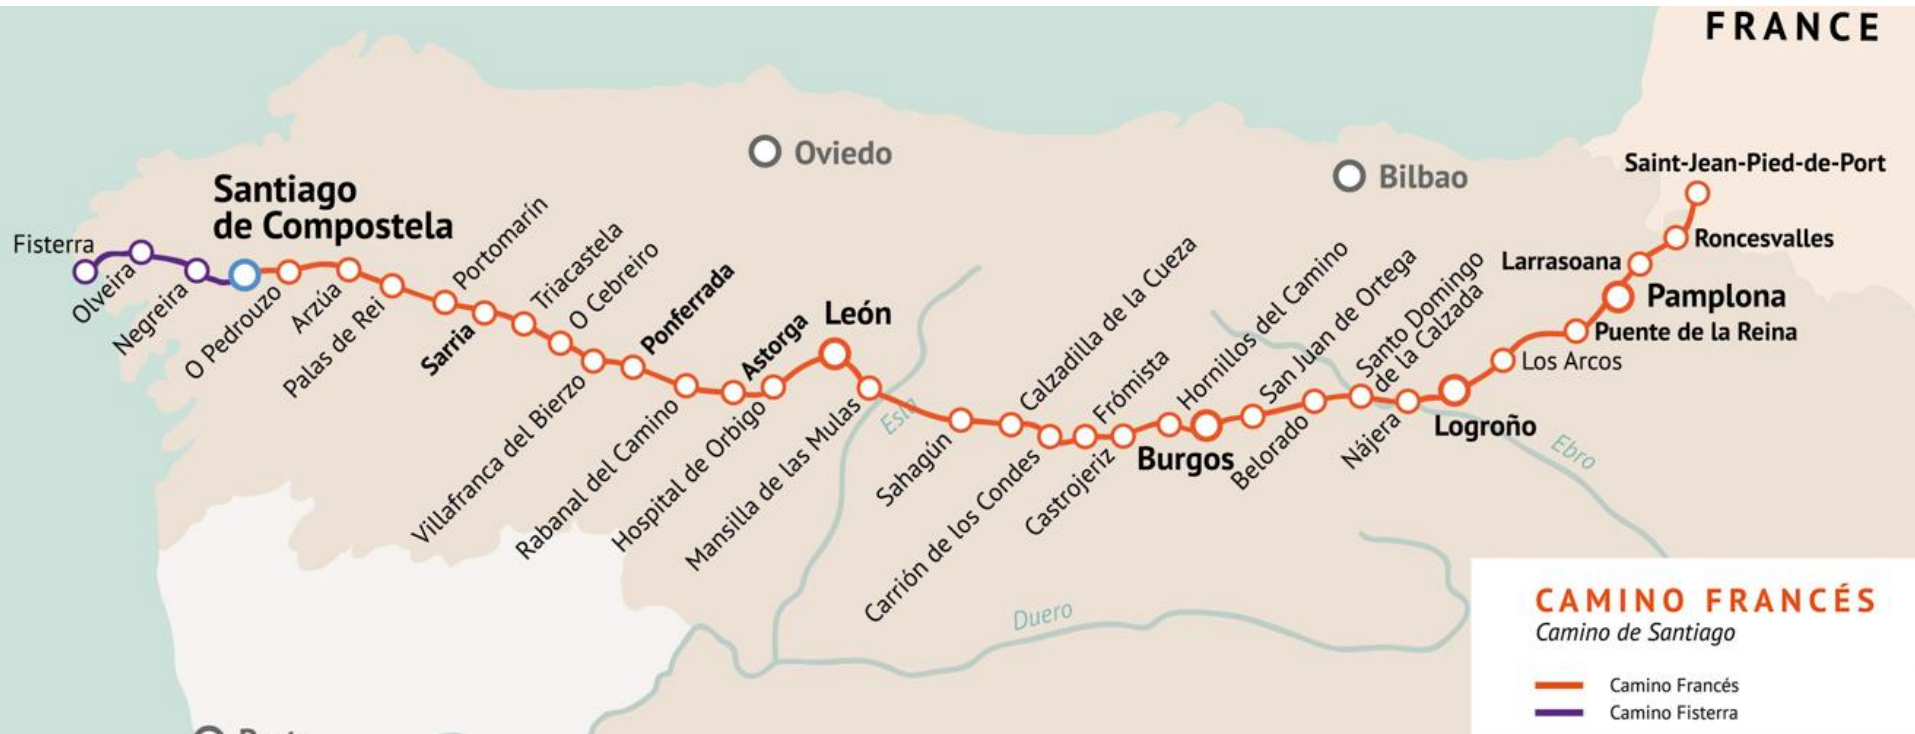 FRANCE
Oviedo
Bilbao
Saint-Jean-Pied-de-Port
Roncesvalles
Larrasoana
Pamplona
Puente de la Reina
Los Arcos
Logroño
Nájera
Santo Domingo
de la Calzada
Belorado
San Juan de Ortega
Burgos
Hornillos del Camino
Castrojeriz
Frómista
Carrión de los Condes
Calzadilla de la Cueza
Sahagún
Mansilla de las Mulas
León
Hospital de Orbigo
Astorga
Rabanal del Camino
Ponferrada
Villafranca del Bierzo
O Cebreiro
Triacastela
Sarria
Portomarín
Palas de Rei
Arzúa
O Pedrouzo
Santiago
de Compostela
Negreira
Olveira
Fisterra
Esla
Duero
Ebro
CAMINO FRANCÉS
Camino de Santiago
Camino Francés
Camino Fisterra